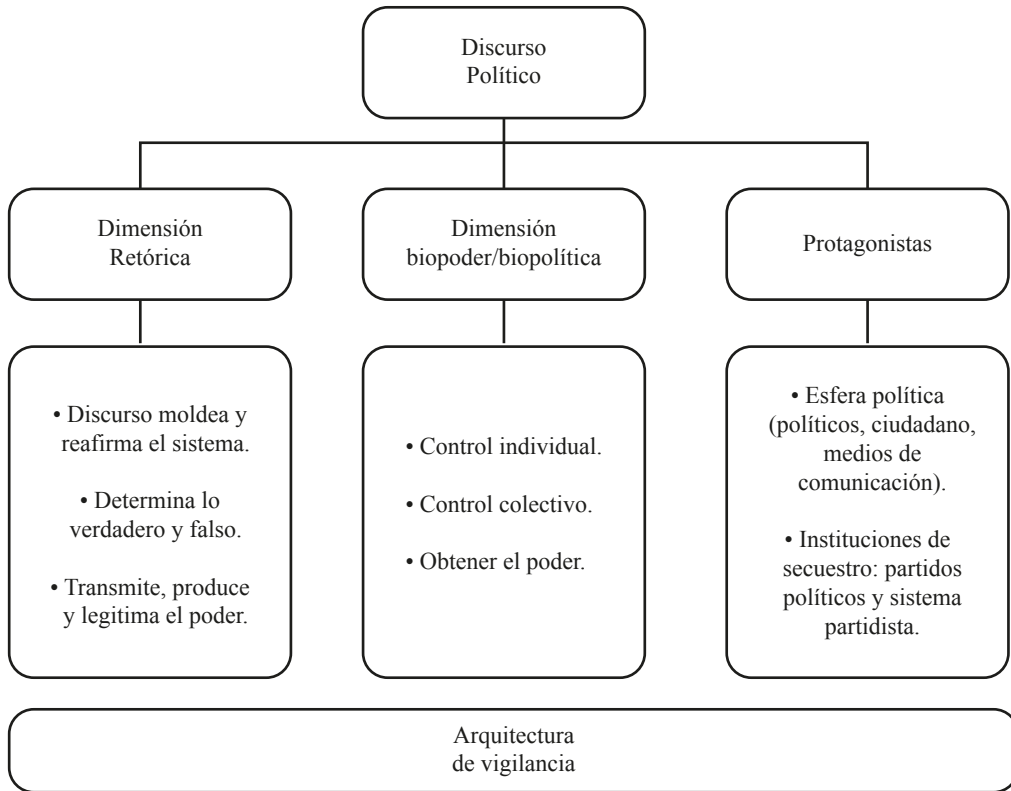 Discurso
Político
Dimensión
Retórica
Dimensión
biopoder/biopolítica
Protagonistas
• Discurso moldea y
reafirma el sistema.
• Determina lo
verdadero y falso.
• Transmite, produce
y legitima el poder.
• Control individual.
• Control colectivo.
• Obtener el poder.
• Esfera política
(políticos, ciudadano,
medios de
comunicación).
• Instituciones de
secuestro: partidos
políticos y sistema
partidista.
Arquitectura
de vigilancia